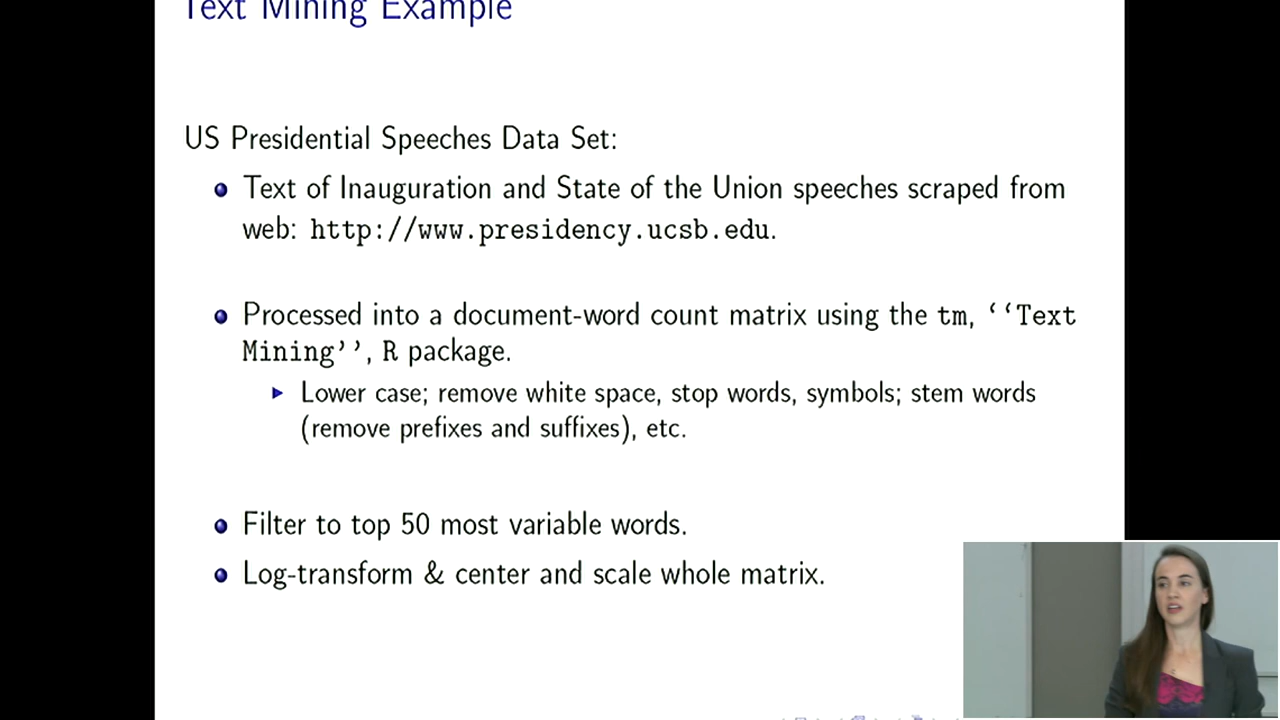 Text Mining Example
US Presidential Speeches Data Set:
Text of Inauguration and State of the Union speeches scraped from
web: http://www.presidency.ucsb.edu.
Processed into a document-word count matrix using the tm, ‘‘Text
Mining’’, R package.
Lower case; remove white space, stop words, symbols; stem words
(remove prefixes and suffixes), etc.
Filter to top 50 most variable words.
Log-transform & center and scale whole matrix.